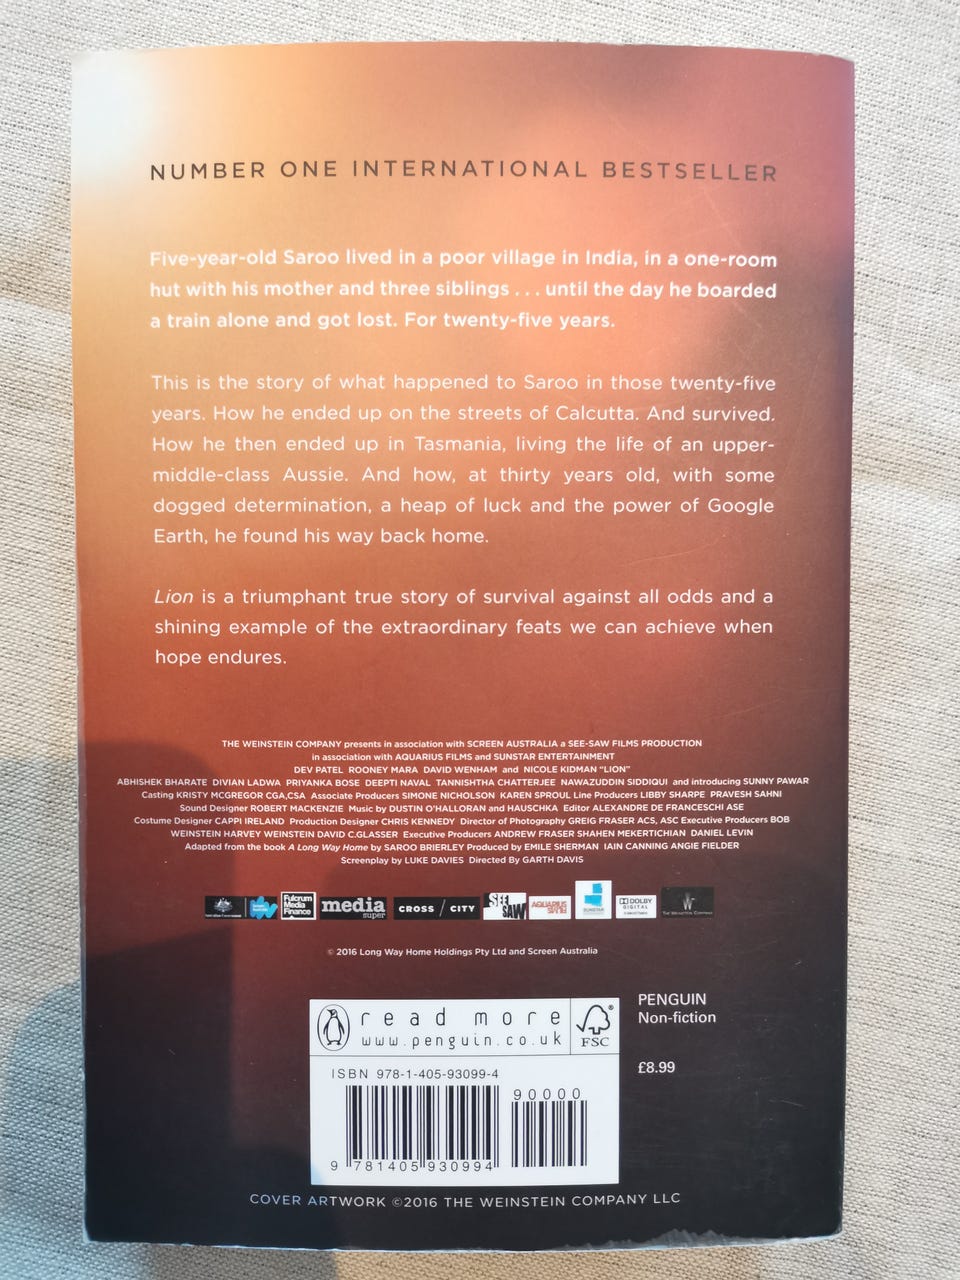 NUMBER ONE INTERNATIONAL BESTSELLER
Five-year-old Saroo lived in a poor village in India, in a one-room
hut with his mother and three siblings . . . until the day he boarded
a train alone and got lost. For twenty-five years.
This is the story of what happened to Saroo in those twenty-five
years. How he ended up on the streets of Calcutta. And survived.
How he then ended up in Tasmania, living the life of an upper-
middle-class Aussie. And how, at thirty years old, with some
dogged determination, a heap of luck and the power of Google
Earth, he found his way back home.
Lion is a triumphant true story of survival against all odds and a
shining example of the extraordinary feats we can achieve when
hope endures.
THE WEINSTEIN COMPANY presents in association with SCREEN AUSTRALIA a SEE-SAW FILMS PRODUCTION
in association with AQUARIUS FILMS and SUNSTAR ENTERTAINMENT
DEV PATEL ROONEY MARA DAVID WENHAM and NICOLE KIDMAN "LION"
ABHISHEK BHARATE DIVIAN LADWA PRIYANKA BOSE DEEPTI NAVAL TANNISHTHA CHATTERJEE NAWAZUDDIN SIDDIQUI and introducing SUNNY PAWAR
Casting KRISTY MCGREGOR CGA,CSA Associate Producers SIMONE NICHOLSON KAREN SPROUL Line Producers LIBBY SHARPE PRAVESH SAHNI
Sound Designer ROBERT MACKENZIE Music by DUSTIN O'HALLORAN and HAUSCHKA Editor ALEXANDRE DE FRANCESCHI ASE
Costume Designer CAPPI IRELAND Production Designer CHRIS KENNEDY Director of Photography GREIG FRASER ACS, ASC Executive Producers BOB
WEINSTEIN HARVEY WEINSTEIN DAVID C.GLASSER Executive Producers ANDREW FRASER SHAHEN MEKERTICHIAN DANIEL LEVIN
Adapted from the book A Long Way Home by SAROO BRIERLEY Produced by EMILE SHERMAN IAIN CANNING ANGIE FIELDER
Screenplay by LUKE DAVIES Directed By GARTH DAVIS
Fulcrum Media Finance
media super
CROSS / CITY
SEE SAW
AQUARIUS FILMS
DOLBY DIGITAL
THE WEINSTEIN COMPANY
© 2016 Long Way Home Holdings Pty Ltd and Screen Australia
read more
www.penguin.co.uk
FSC
PENGUIN
Non-fiction
£8.99
ISBN 978-1-405-93099-4
90000
9 781405 930994
COVER ARTWORK ©2016 THE WEINSTEIN COMPANY LLC